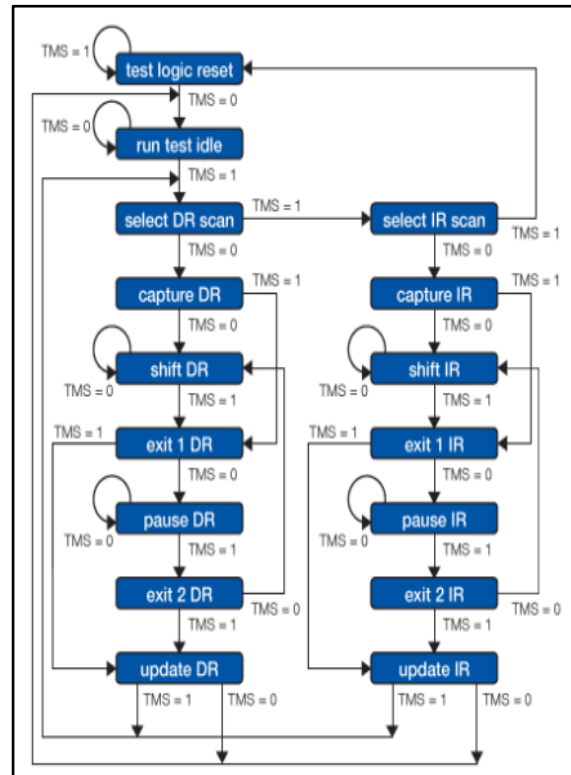 TMS = 1
test logic reset
TMS = 0
TMS = 0
run test idle
TMS = 1
select DR scan
TMS = 1
select IR scan
TMS = 0
TMS = 0
TMS = 1
capture DR
TMS = 1
capture IR
TMS = 1
TMS = 0
TMS = 0
shift DR
shift IR
TMS = 0
TMS = 1
TMS = 0
TMS = 1
TMS = 1
exit 1 DR
TMS = 1
exit 1 IR
TMS = 0
TMS = 0
pause DR
pause IR
TMS = 0
TMS = 1
TMS = 0
TMS = 1
exit 2 DR
exit 2 IR
TMS = 0
TMS = 0
TMS = 1
TMS = 1
update DR
update IR
TMS = 1
TMS = 0
TMS = 1
TMS = 0